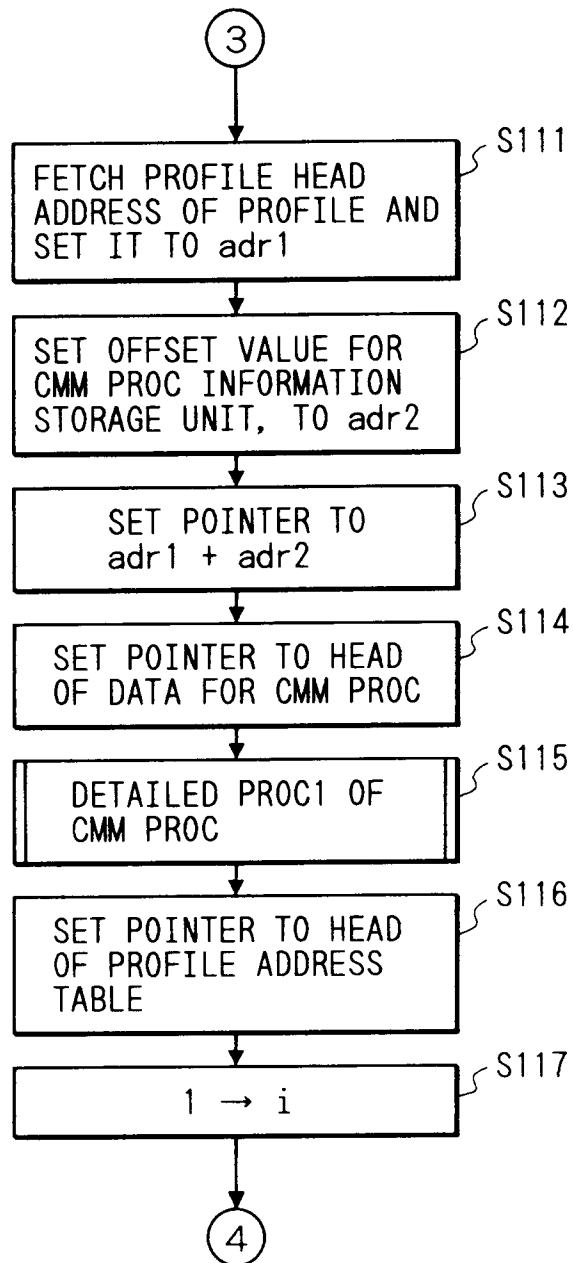 3
S111
FETCH PROFILE HEAD
ADDRESS OF PROFILE AND
SET IT TO adr1
S112
SET OFFSET VALUE FOR
CMM PROC INFORMATION
STORAGE UNIT, TO adr2
S113
SET POINTER TO
adr1 + adr2
S114
SET POINTER TO HEAD
OF DATA FOR CMM PROC
S115
DETAILED PROC1 OF
CMM PROC
S116
SET POINTER TO HEAD
OF PROFILE ADDRESS
TABLE
S117
1 → i
4